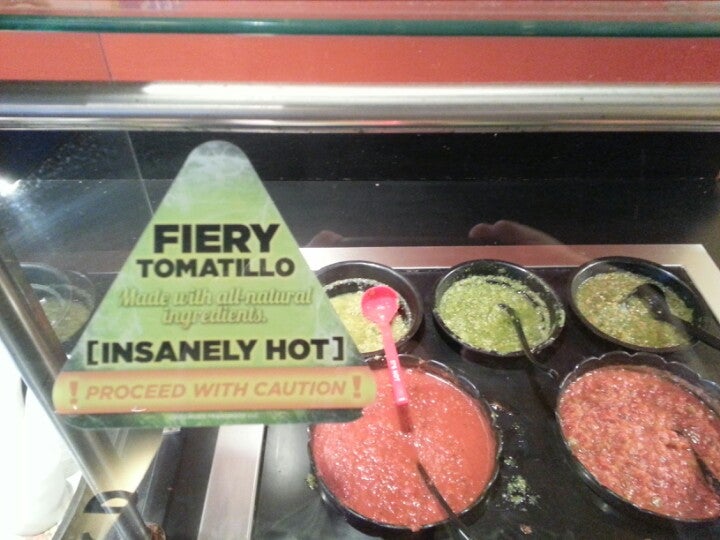 FIERY
TOMATILLO
Made with all-natural
ingredients.
[INSANELY HOT]
! PROCEED WITH CAUTION !